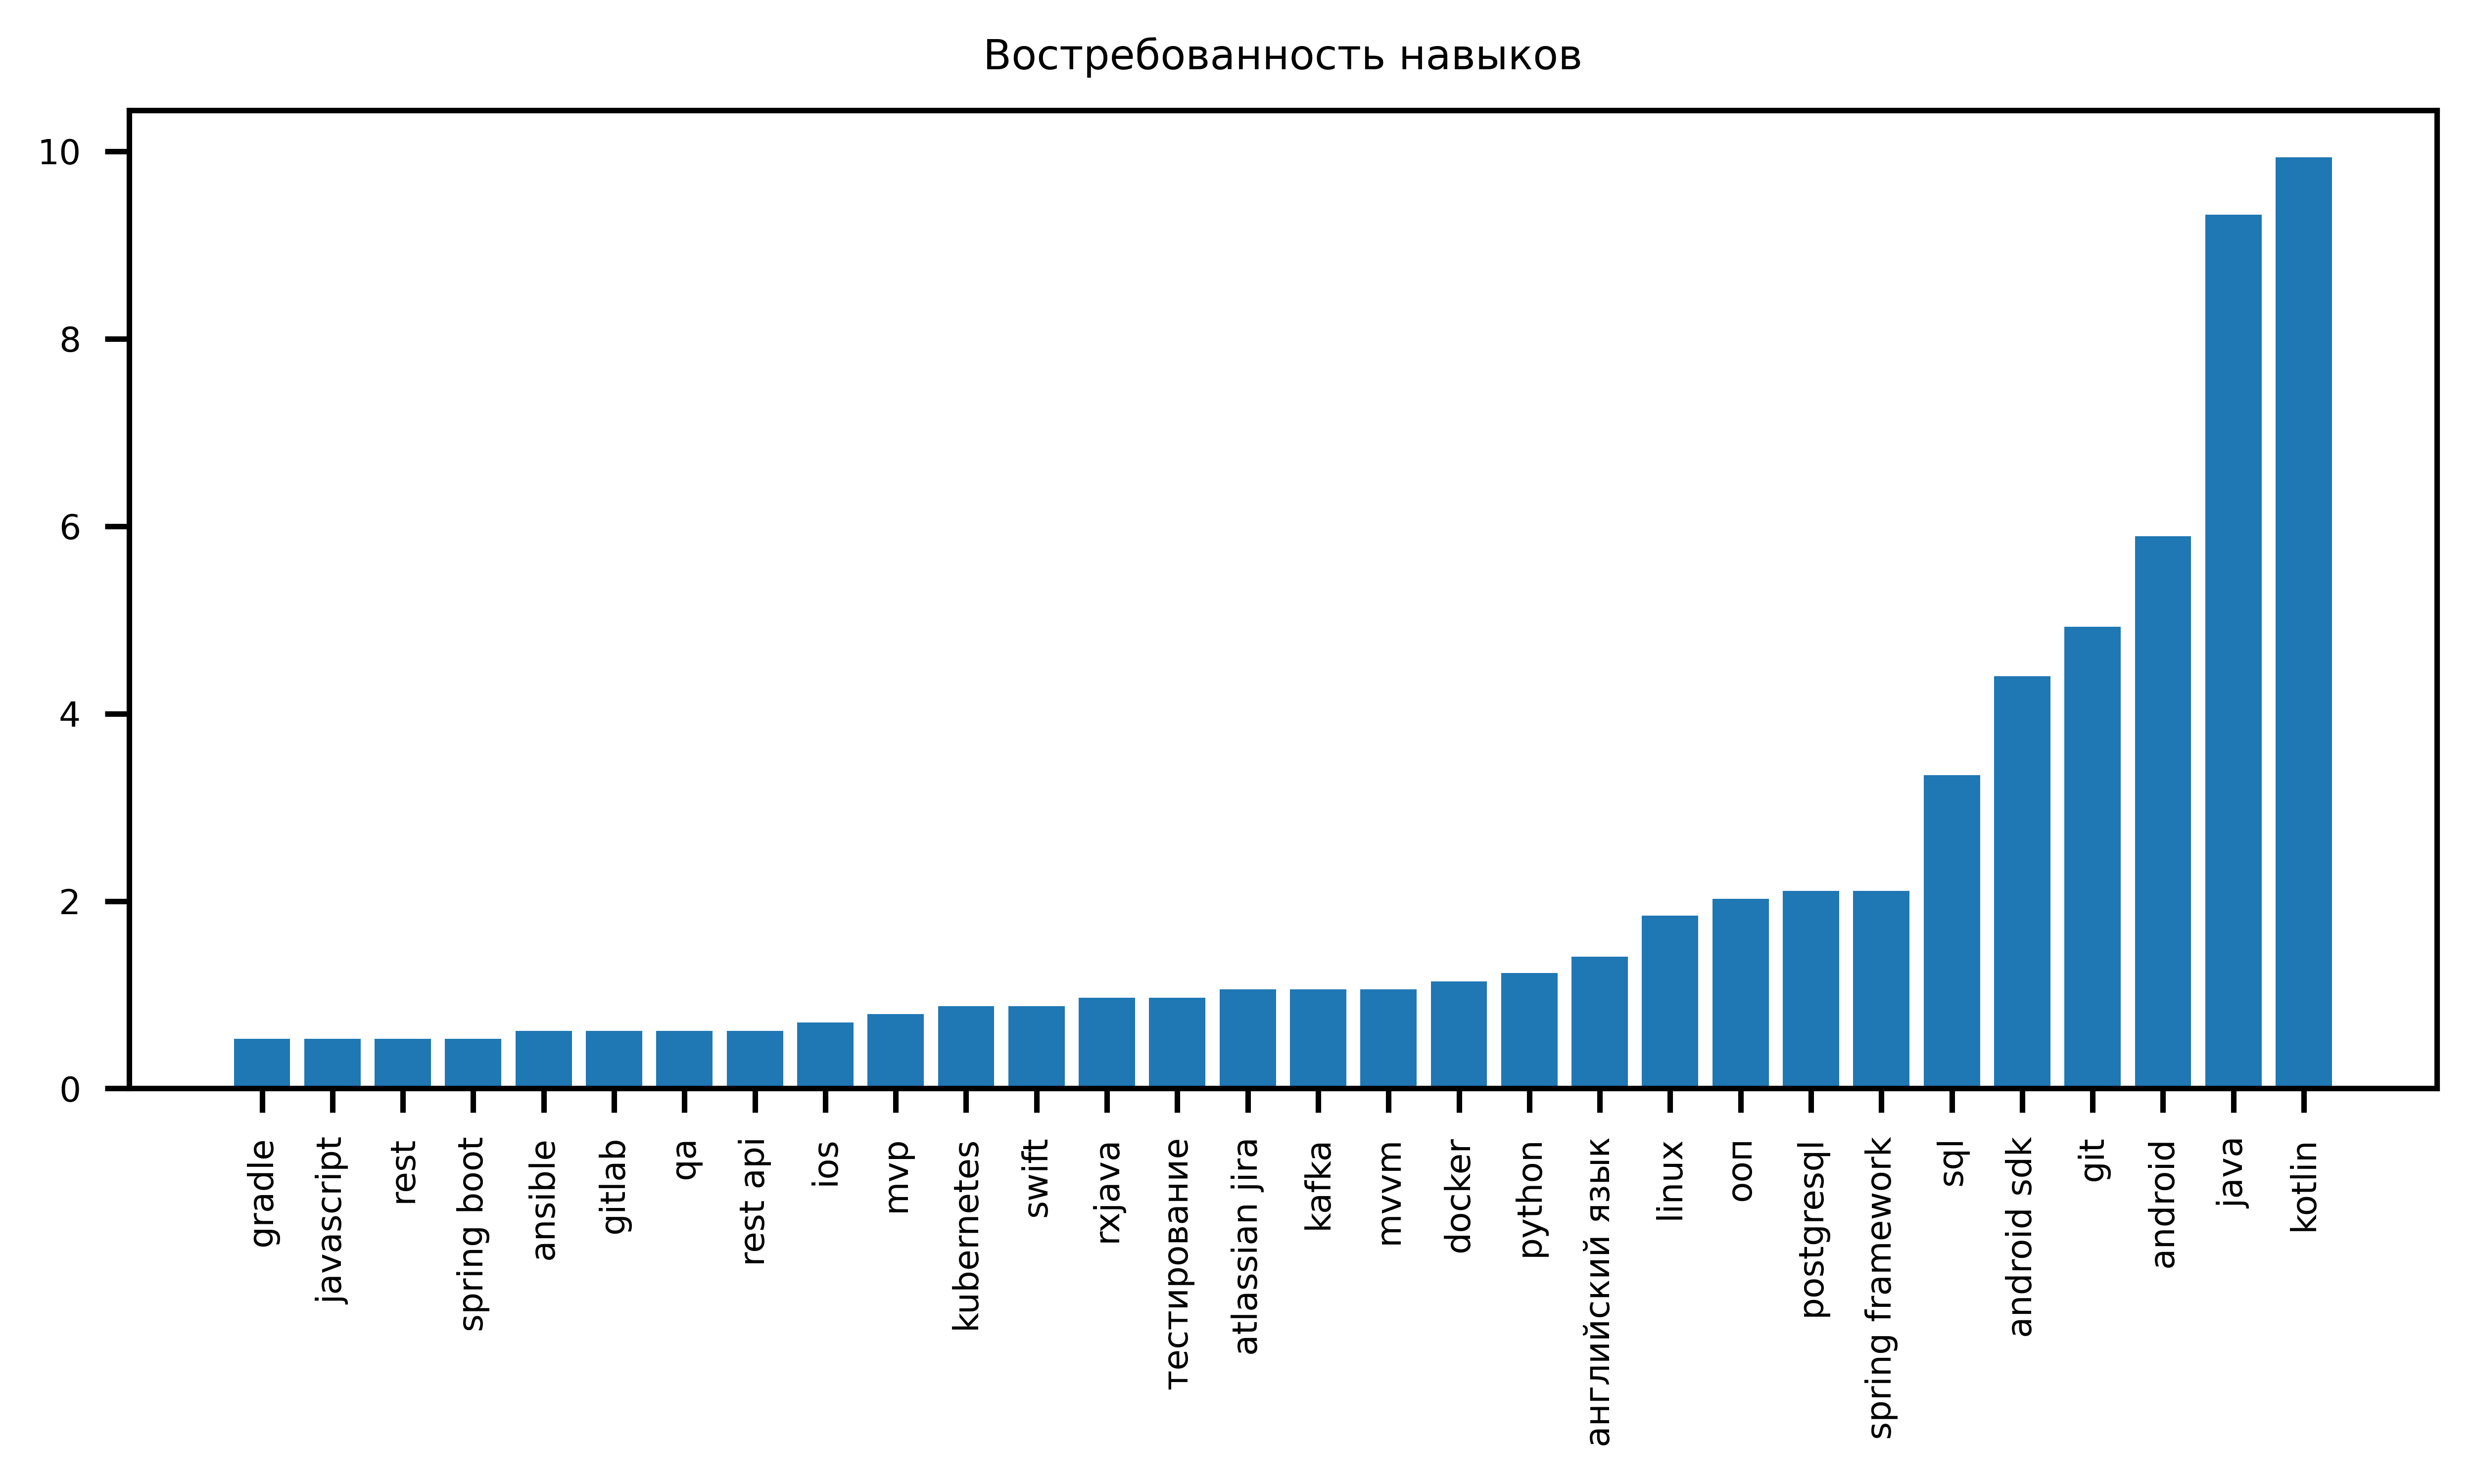 Востребованность навыков
10
8
6
4
2
0
gradle
javascript
rest
spring boot
ansible
gitlab
qa
rest api
ios
mvp
kubernetes
swift
rxjava
тестирование
atlassian jira
kafka
mvvm
docker
python
английский язык
linux
ооп
postgresql
spring framework
sql
android sdk
git
android
java
kotlin